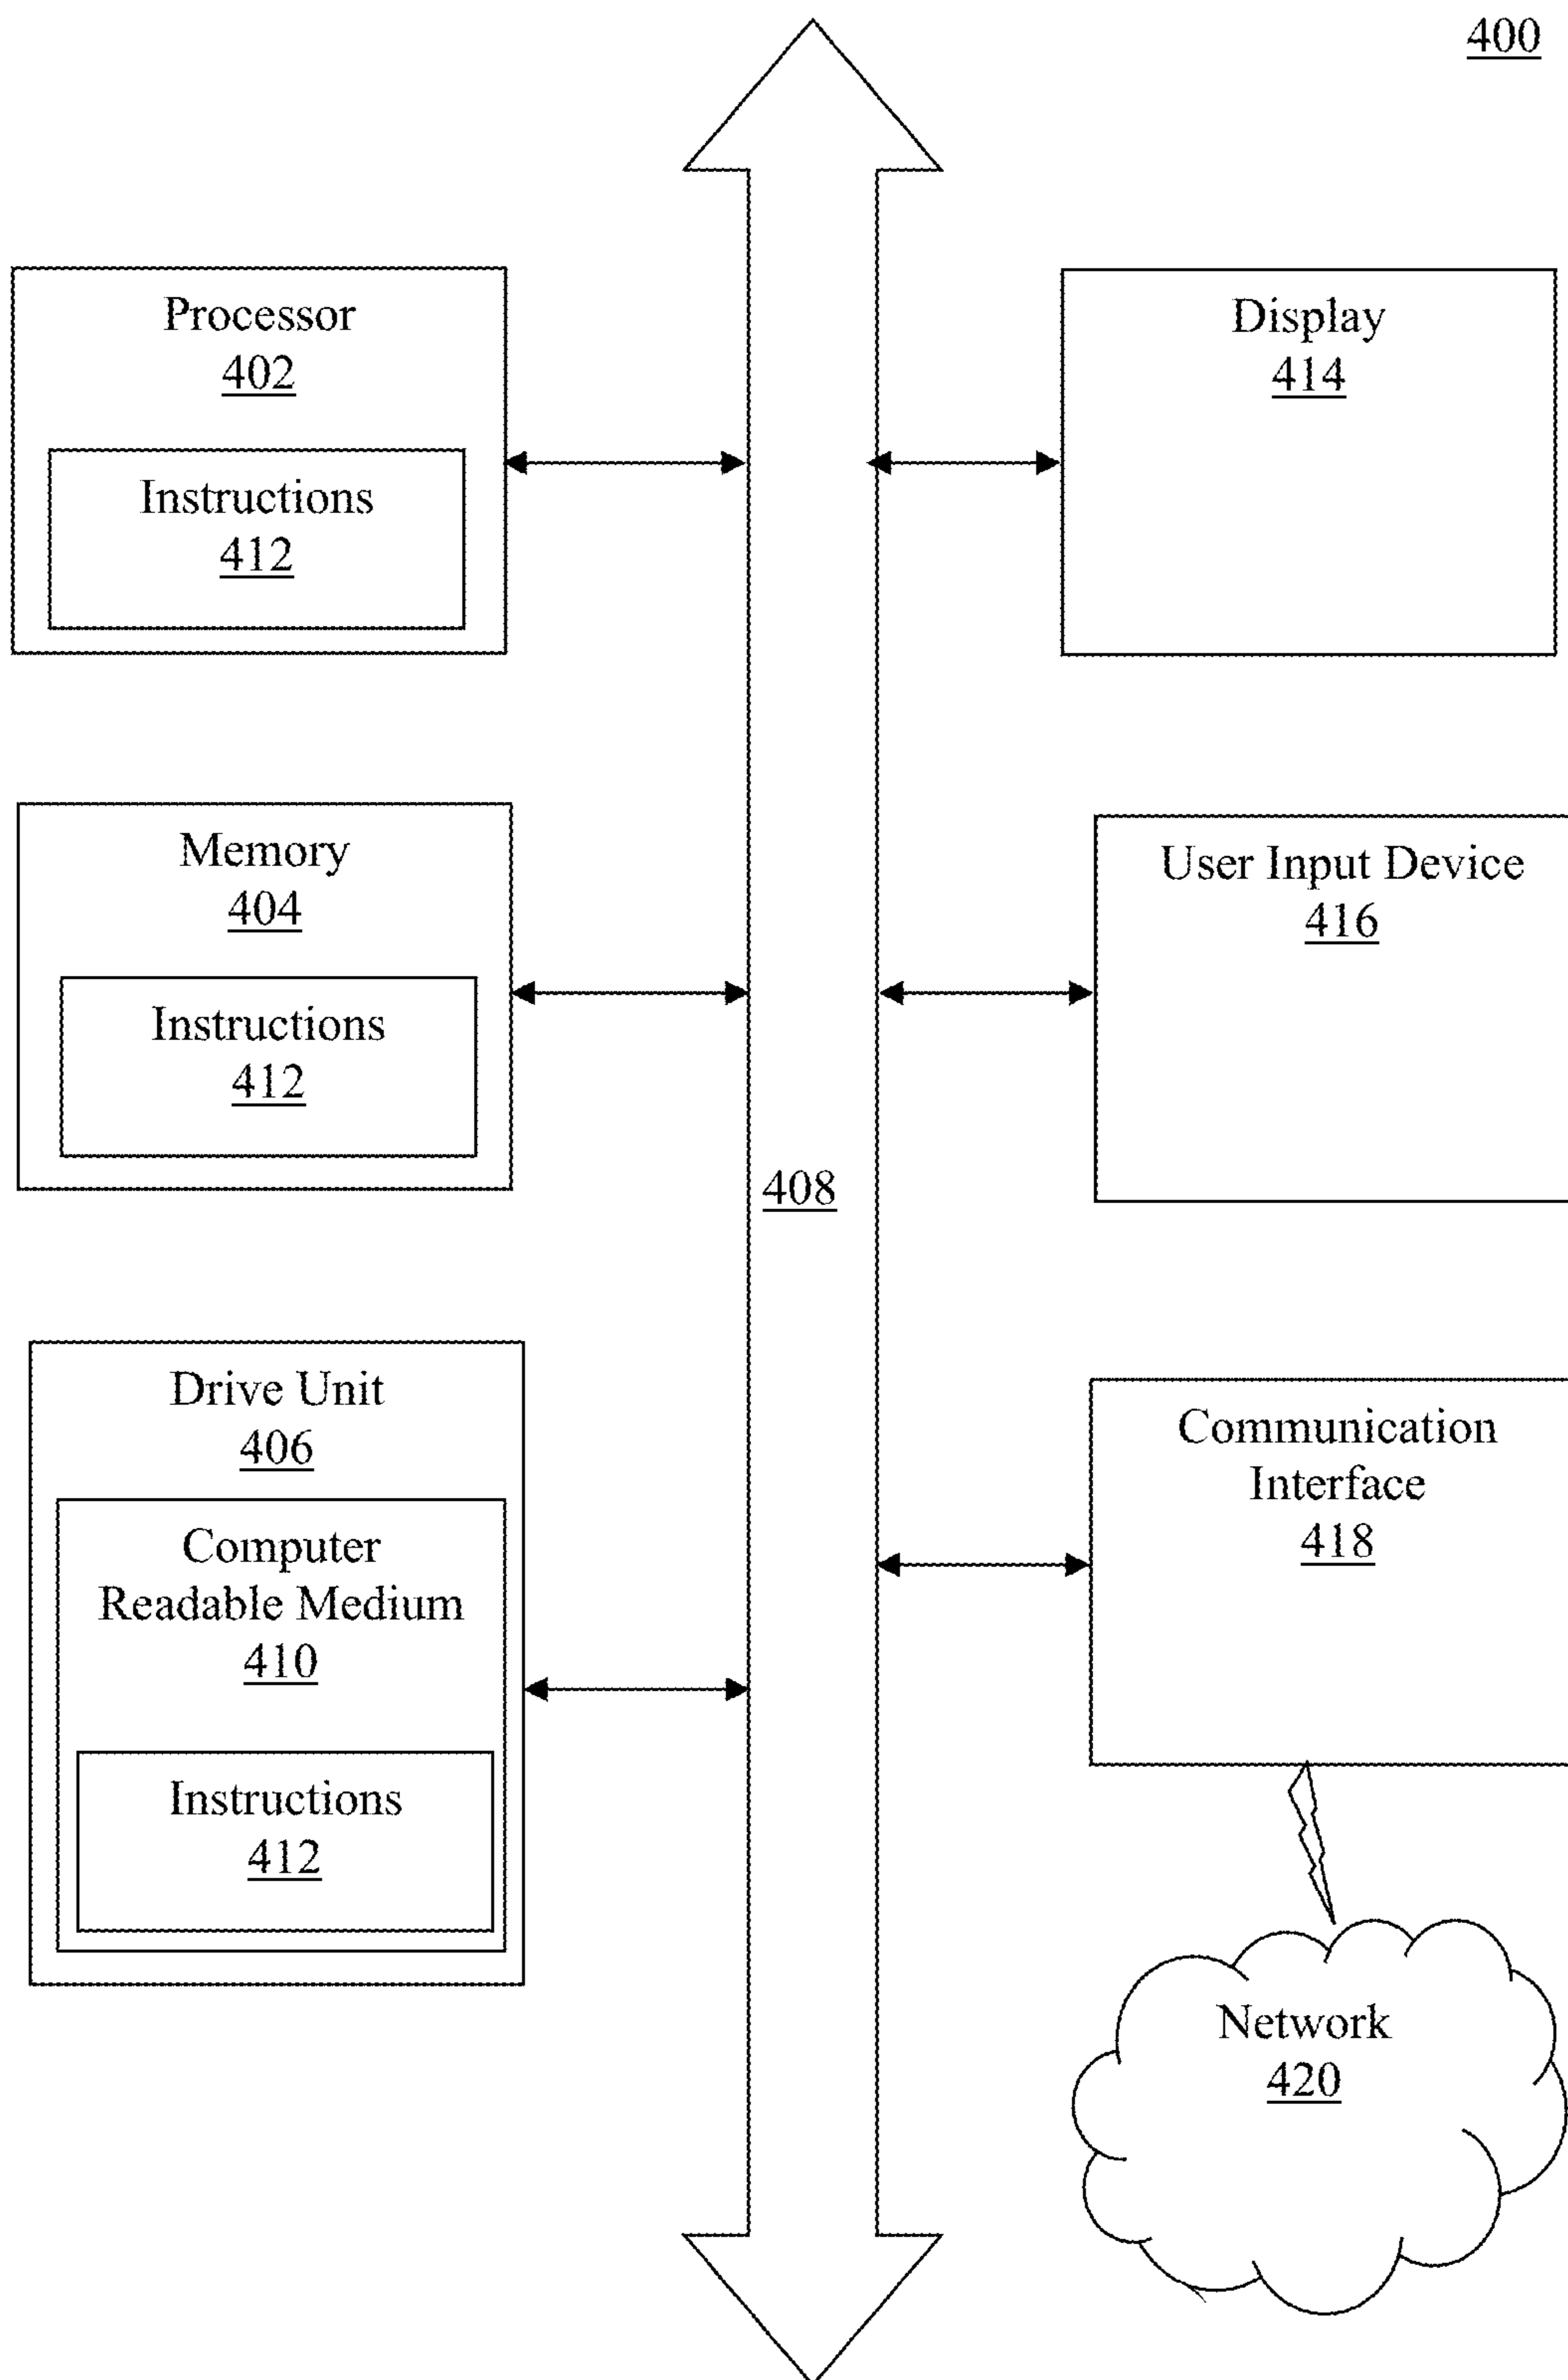 400
Processor
402
Instructions
412
Display
414
Memory
404
Instructions
412
User Input Device
416
408
Drive Unit
406
Computer
Readable Medium
410
Instructions
412
Communication
Interface
418
Network
420